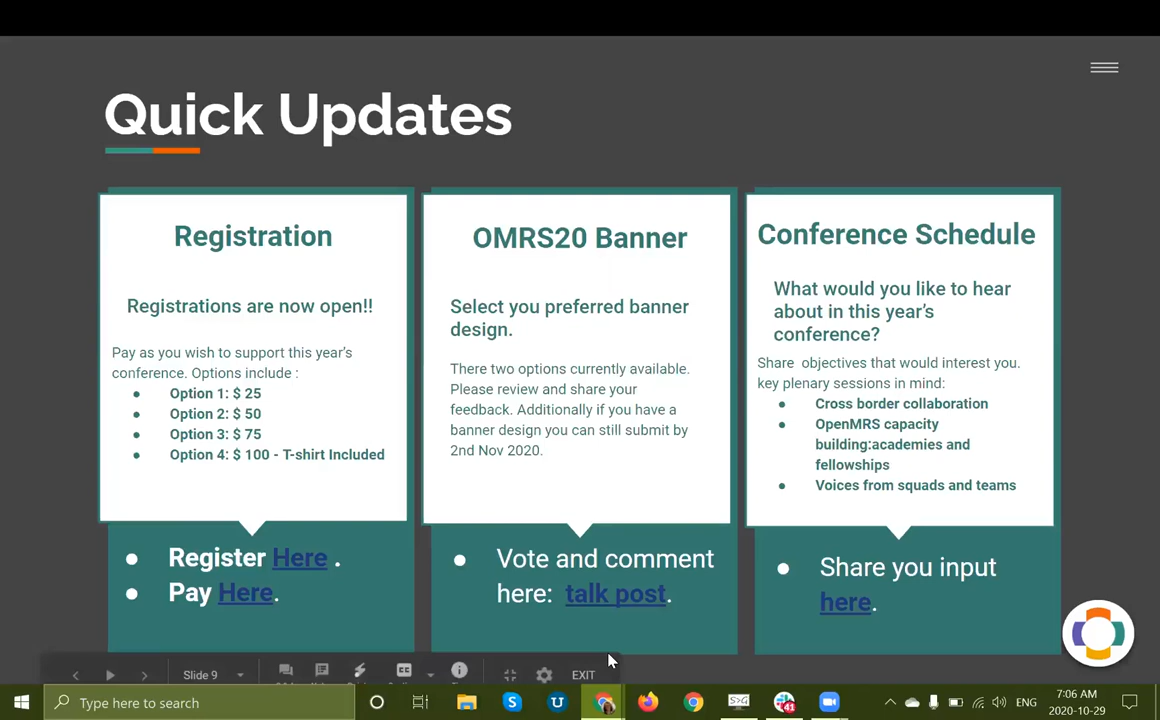 Quick Updates
Registration
Registrations are now open!!
Pay as you wish to support this year's
conference. Options include :
● Option 1: $ 25
● Option 2: $ 50
● Option 3: $ 75
● Option 4: $ 100 - T-shirt Included
● Register Here .
● Pay Here.
OMRS20 Banner
Select you preferred banner
design.
There two options currently available.
Please review and share your
feedback. Additionally if you have a
banner design you can still submit by
2nd Nov 2020.
● Vote and comment
here: talk post.
Conference Schedule
What would you like to hear
about in this year's
conference?
Share objectives that would interest you.
key plenary sessions in mind:
● Cross border collaboration
● OpenMRS capacity
building:academies and
fellowships
● Voices from squads and teams
● Share you input
here.
Slide 9
EXIT
Type here to search
41
ENG
7:06 AM
2020-10-29